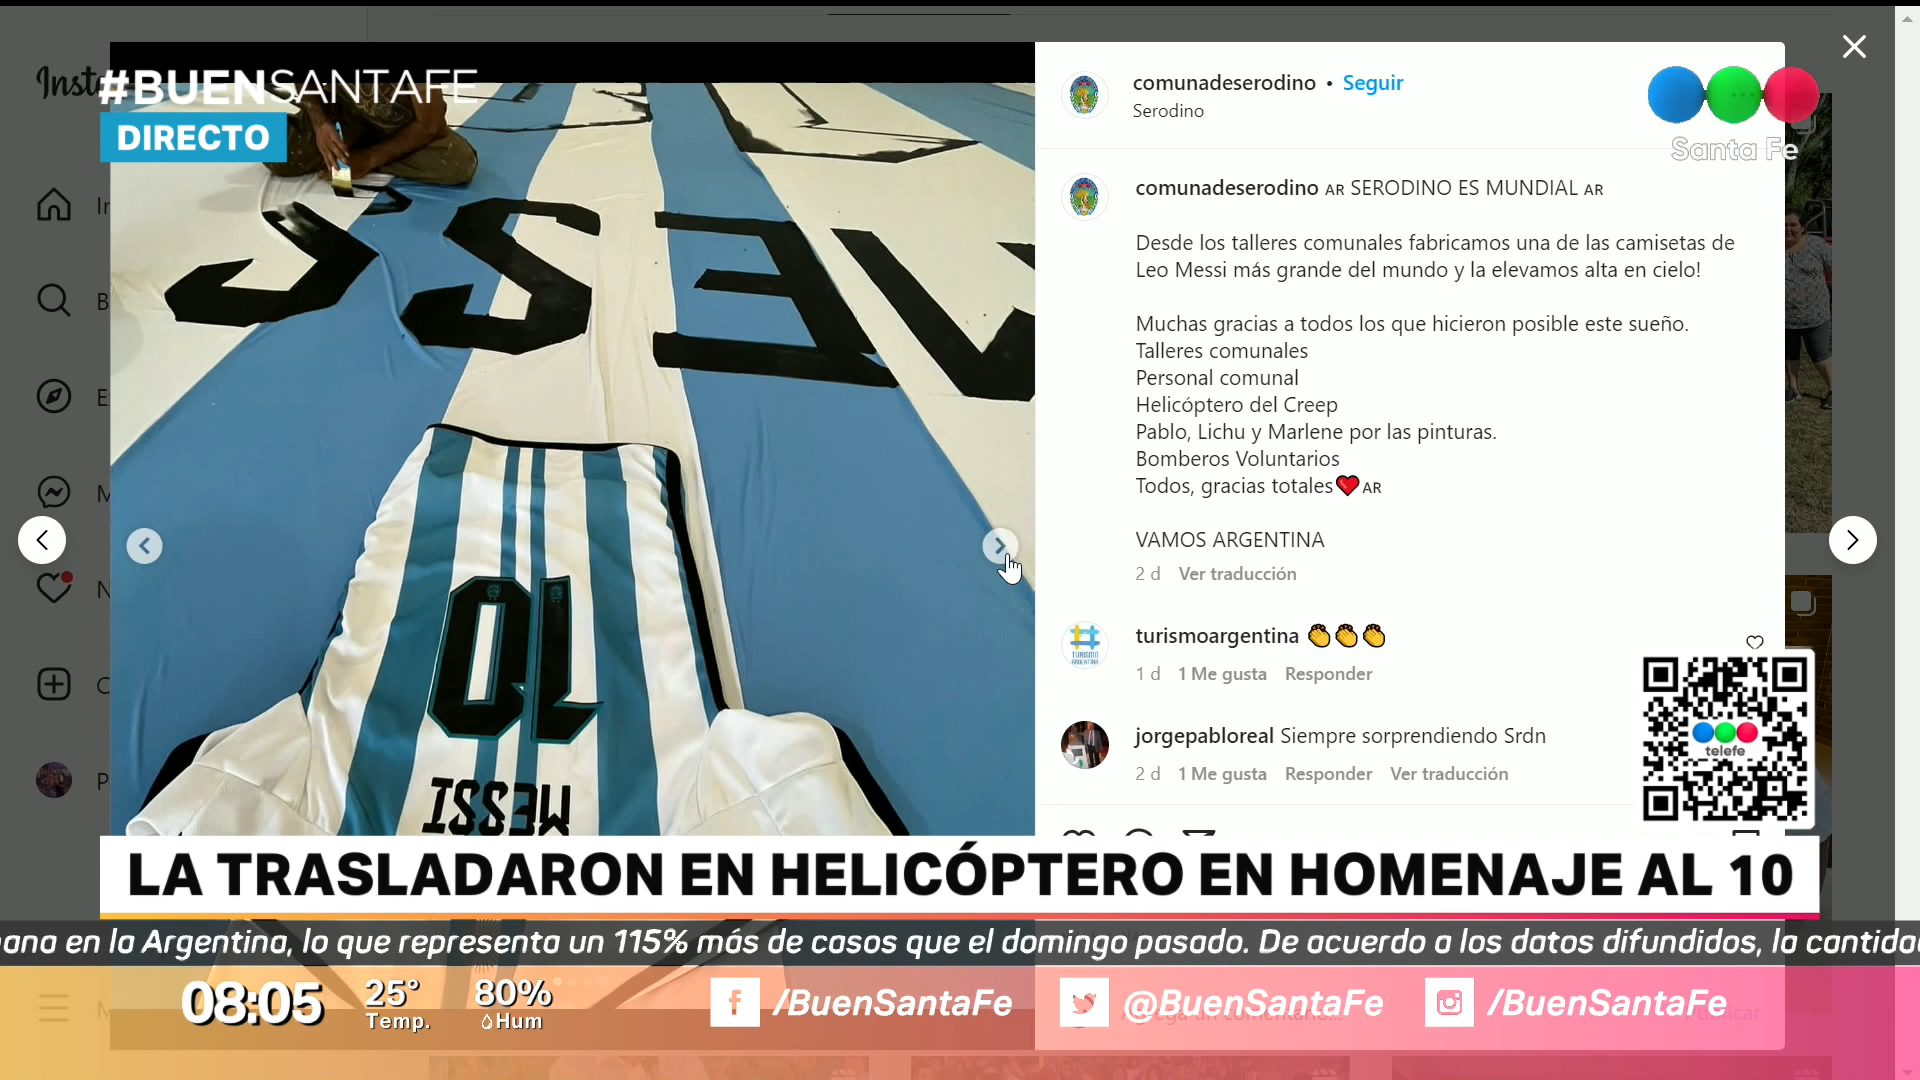 #BUENSANTAFE
DIRECTO
comunadeserodino • Seguir
Serodino
Santa Fe
comunadeserodino AR SERODINO ES MUNDIAL AR
Desde los talleres comunales fabricamos una de las camisetas de
Leo Messi más grande del mundo y la elevamos alta en cielo!
Muchas gracias a todos los que hicieron posible este sueño.
Talleres comunales
Personal comunal
Helicóptero del Creep
Pablo, Lichu y Marlene por las pinturas.
Bomberos Voluntarios
Todos, gracias totales❤️ AR
VAMOS ARGENTINA
2 d Ver traducción
turismoargentina 👏👏👏
1 d 1 Me gusta Responder
jorgepabloreal Siempre sorprendiendo Srdn
2 d 1 Me gusta Responder Ver traducción
telefe
10
MESSI
LA TRASLADARON EN HELICÓPTERO EN HOMENAJE AL 10
en la Argentina, lo que representa un 115% más de casos que el domingo pasado. De acuerdo a los datos difundidos, la
08:05
25°
Temp.
80%
Hum
/BuenSantaFe
@BuenSantaFe
/BuenSantaFe